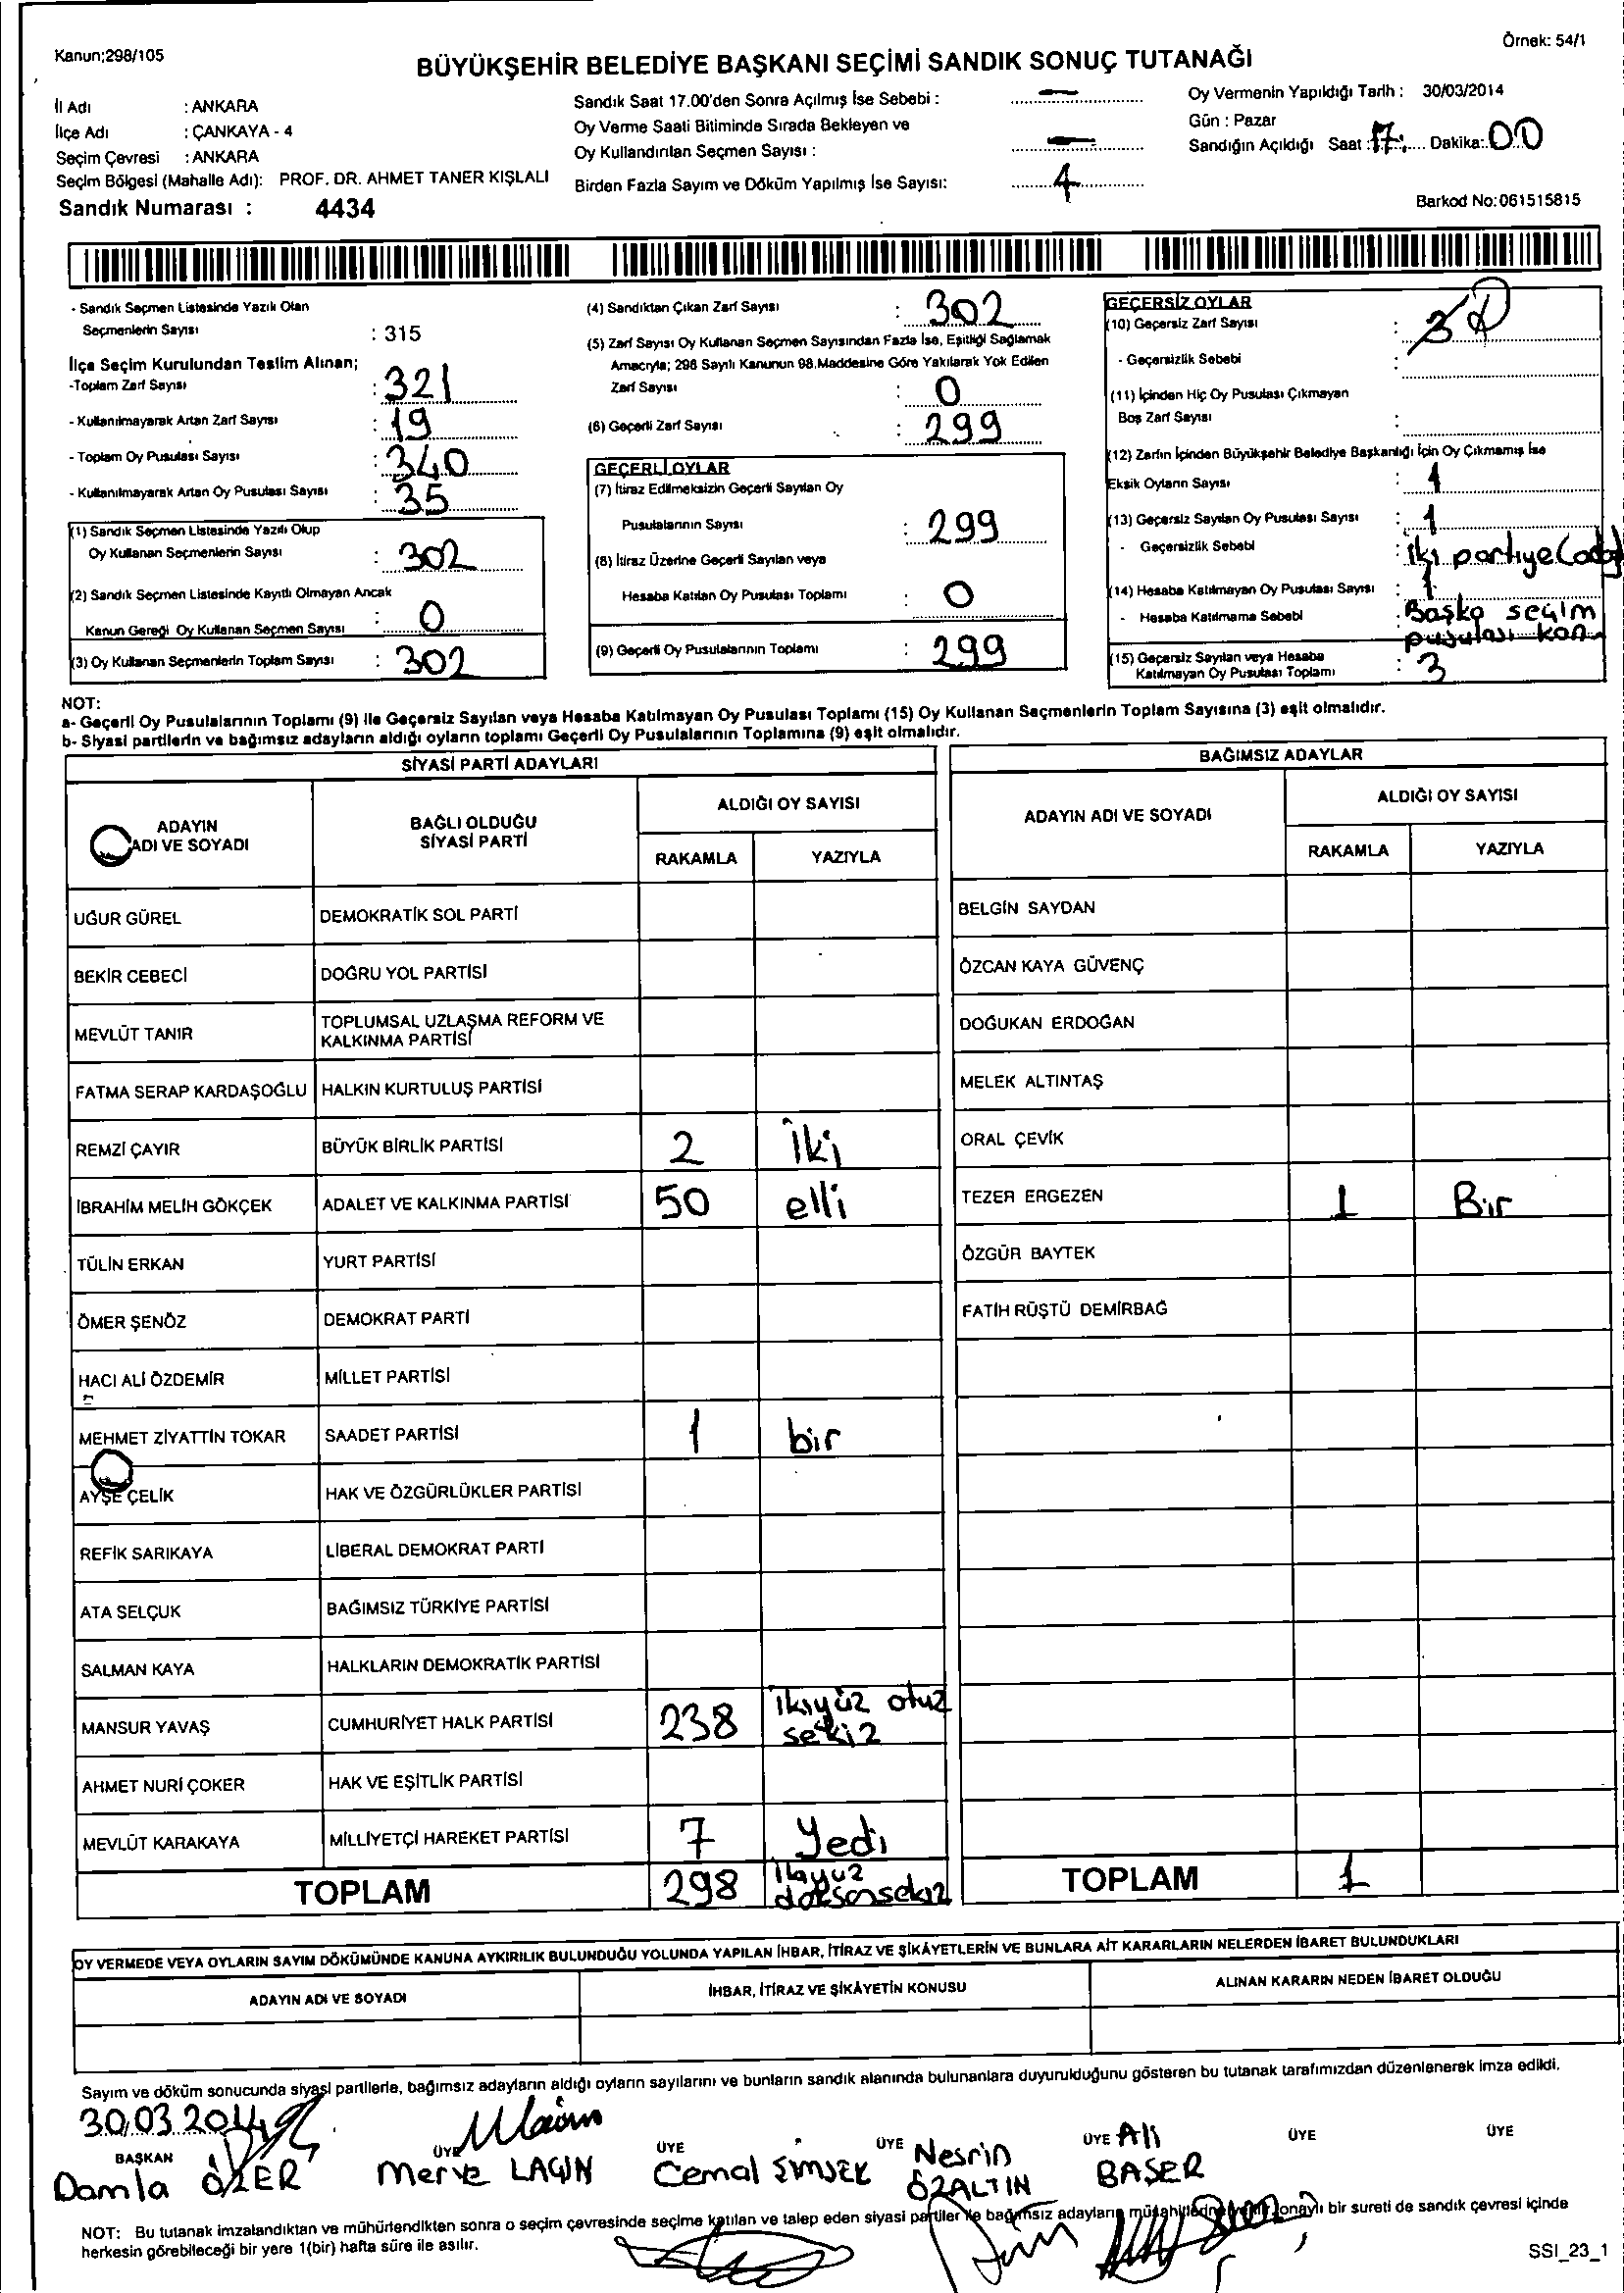 Kanun;298/105
Örnek: 54/1
BÜYÜKŞEHİR BELEDİYE BAŞKANI SEÇİMİ SANDIK SONUÇ TUTANAĞI
İl Adı : ANKARA
İlçe Adı : ÇANKAYA - 4
Seçim Çevresi : ANKARA
Seçim Bölgesi (Mahalle Adı): PROF. DR. AHMET TANER KIŞLALI
Sandık Numarası : 4434
Sandık Saat 17.00'den Sonra Açılmış İse Sebebi : —
Oy Verme Saati Bitiminde Sırada Bekleyen ve
Oy Kullandırılan Seçmen Sayısı : —
Birden Fazla Sayım ve Döküm Yapılmış İse Sayısı: 4
Oy Vermenin Yapıldığı Tarih : 30/03/2014
Gün : Pazar
Sandığın Açıldığı Saat : 17: Dakika: 00
Barkod No:061515815
- Sandık Seçmen Listesinde Yazılı Olan
Seçmenlerin Sayısı : 315
İlçe Seçim Kurulundan Teslim Alınan;
-Toplam Zarf Sayısı : 321
- Kullanılmayarak Artan Zarf Sayısı : 19
- Toplam Oy Pusulası Sayısı : 340
- Kullanılmayarak Artan Oy Pusulası Sayısı : 35
(1) Sandık Seçmen Listesinde Yazılı Olup
Oy Kullanan Seçmenlerin Sayısı : 302
(2) Sandık Seçmen Listesinde Kayıtlı Olmayan Ancak
Kanun Gereği Oy Kullanan Seçmen Sayısı : 0
(3) Oy Kullanan Seçmenlerin Toplam Sayısı : 302
(4) Sandıktan Çıkan Zarf Sayısı : 302
(5) Zarf Sayısı Oy Kullanan Seçmen Sayısından Fazla İse, Eşitliği Sağlamak
Amacıyla; 298 Sayılı Kanunun 98.Maddesine Göre Yakılarak Yok Edilen
Zarf Sayısı : 0
(6) Geçerli Zarf Sayısı : 299
GEÇERLİ OYLAR
(7) İtiraz Edilmeksizin Geçerli Sayılan Oy
Pusulalarının Sayısı : 299
(8) İtiraz Üzerine Geçerli Sayılan veya
Hesaba Katılan Oy Pusulası Toplamı : 0
(9) Geçerli Oy Pusulalarının Toplamı : 299
GEÇERSİZ OYLAR
(10) Geçersiz Zarf Sayısı : 3
- Geçersizlik Sebebi :
(11) İçinden Hiç Oy Pusulası Çıkmayan
Boş Zarf Sayısı :
(12) Zarfın İçinden Büyükşehir Belediye Başkanlığı İçin Oy Çıkmamış İse
Eksik Oyların Sayısı : 1
(13) Geçersiz Sayılan Oy Pusulası Sayısı : 1
- Geçersizlik Sebebi : iki partiye
(14) Hesaba Katılmayan Oy Pusulası Sayısı : 1
- Hesaba Katılmama Sebebi : Başka seçim
pusulası kon
(15) Geçersiz Sayılan veya Hesaba
Katılmayan Oy Pusulası Toplamı : 3
NOT:
a- Geçerli Oy Pusulalarının Toplamı (9) ile Geçersiz Sayılan veya Hesaba Katılmayan Oy Pusulası Toplamı (15) Oy Kullanan Seçmenlerin Toplam Sayısına (3) eşit olmalıdır.
b- Siyasi partilerin ve bağımsız adayların aldığı oyların toplamı Geçerli Oy Pusulalarının Toplamına (9) eşit olmalıdır.
SİYASİ PARTİ ADAYLARI
ADAYIN ADI VE SOYADI
BAĞLI OLDUĞU SİYASİ PARTİ
ALDIĞI OY SAYISI
RAKAMLA YAZIYLA
UĞUR GÜREL DEMOKRATİK SOL PARTİ
BEKİR CEBECİ DOĞRU YOL PARTİSİ
MEVLÜT TANIR TOPLUMSAL UZLAŞMA REFORM VE
KALKINMA PARTİSİ
FATMA SERAP KARDAŞOĞLU HALKIN KURTULUŞ PARTİSİ
REMZİ ÇAYIR BÜYÜK BİRLİK PARTİSİ 2 İki
İBRAHİM MELİH GÖKÇEK ADALET VE KALKINMA PARTİSİ 50 elli
TÜLİN ERKAN YURT PARTİSİ
ÖMER ŞENÖZ DEMOKRAT PARTİ
HACI ALİ ÖZDEMİR MİLLET PARTİSİ
MEHMET ZİYATTİN TOKAR SAADET PARTİSİ 1 bir
AYŞE ÇELİK HAK VE ÖZGÜRLÜKLER PARTİSİ
REFİK SARIKAYA LİBERAL DEMOKRAT PARTİ
ATA SELÇUK BAĞIMSIZ TÜRKİYE PARTİSİ
SALMAN KAYA HALKLARIN DEMOKRATİK PARTİSİ
MANSUR YAVAŞ CUMHURİYET HALK PARTİSİ 238 ikiyüz otuz
sekiz
AHMET NURİ ÇOKER HAK VE EŞİTLİK PARTİSİ
MEVLÜT KARAKAYA MİLLİYETÇİ HAREKET PARTİSİ 7 Yedi
TOPLAM 298 ikiyüz
doksansekiz
BAĞIMSIZ ADAYLAR
ADAYIN ADI VE SOYADI
ALDIĞI OY SAYISI
RAKAMLA YAZIYLA
BELGİN SAYDAN
ÖZCAN KAYA GÜVENÇ
DOĞUKAN ERDOĞAN
MELEK ALTINTAŞ
ORAL ÇEVİK
TEZER ERGEZEN 1 Bir
ÖZGÜR BAYTEK
FATİH RÜŞTÜ DEMİRBAĞ
TOPLAM 1
OY VERMEDE VEYA OYLARIN SAYIM DÖKÜMÜNDE KANUNA AYKIRILIK BULUNDUĞU YOLUNDA YAPILAN İHBAR, İTİRAZ VE ŞİKÂYETLERİN VE BUNLARA AİT KARARLARIN NELERDEN İBARET BULUNDUKLARI
ADAYIN ADI VE SOYADI İHBAR, İTİRAZ VE ŞİKÂYETİN KONUSU ALINAN KARARIN NEDEN İBARET OLDUĞU
Sayım ve döküm sonucunda siyasi partilerle, bağımsız adayların aldığı oyların sayılarını ve bunların sandık alanında bulunanlara duyurulduğunu gösteren bu tutanak tarafımızdan düzenlenerek imza edildi.
30.03.2014
BAŞKAN ÜYE ÜYE ÜYE ÜYE ÜYE ÜYE
Damla ÖZER Merve LAÇİN Cemal ŞİMŞEK Nesrin ÖZALTIN Ali BAŞER
NOT: Bu tutanak imzalandıktan ve mühürlendikten sonra o seçim çevresinde seçime katılan ve talep eden siyasi partiler ile bağımsız adayların müşahitlerine onaylı bir sureti de sandık çevresi içinde
herkesin görebileceği bir yere 1(bir) hafta süre ile asılır.
SSI_23_1